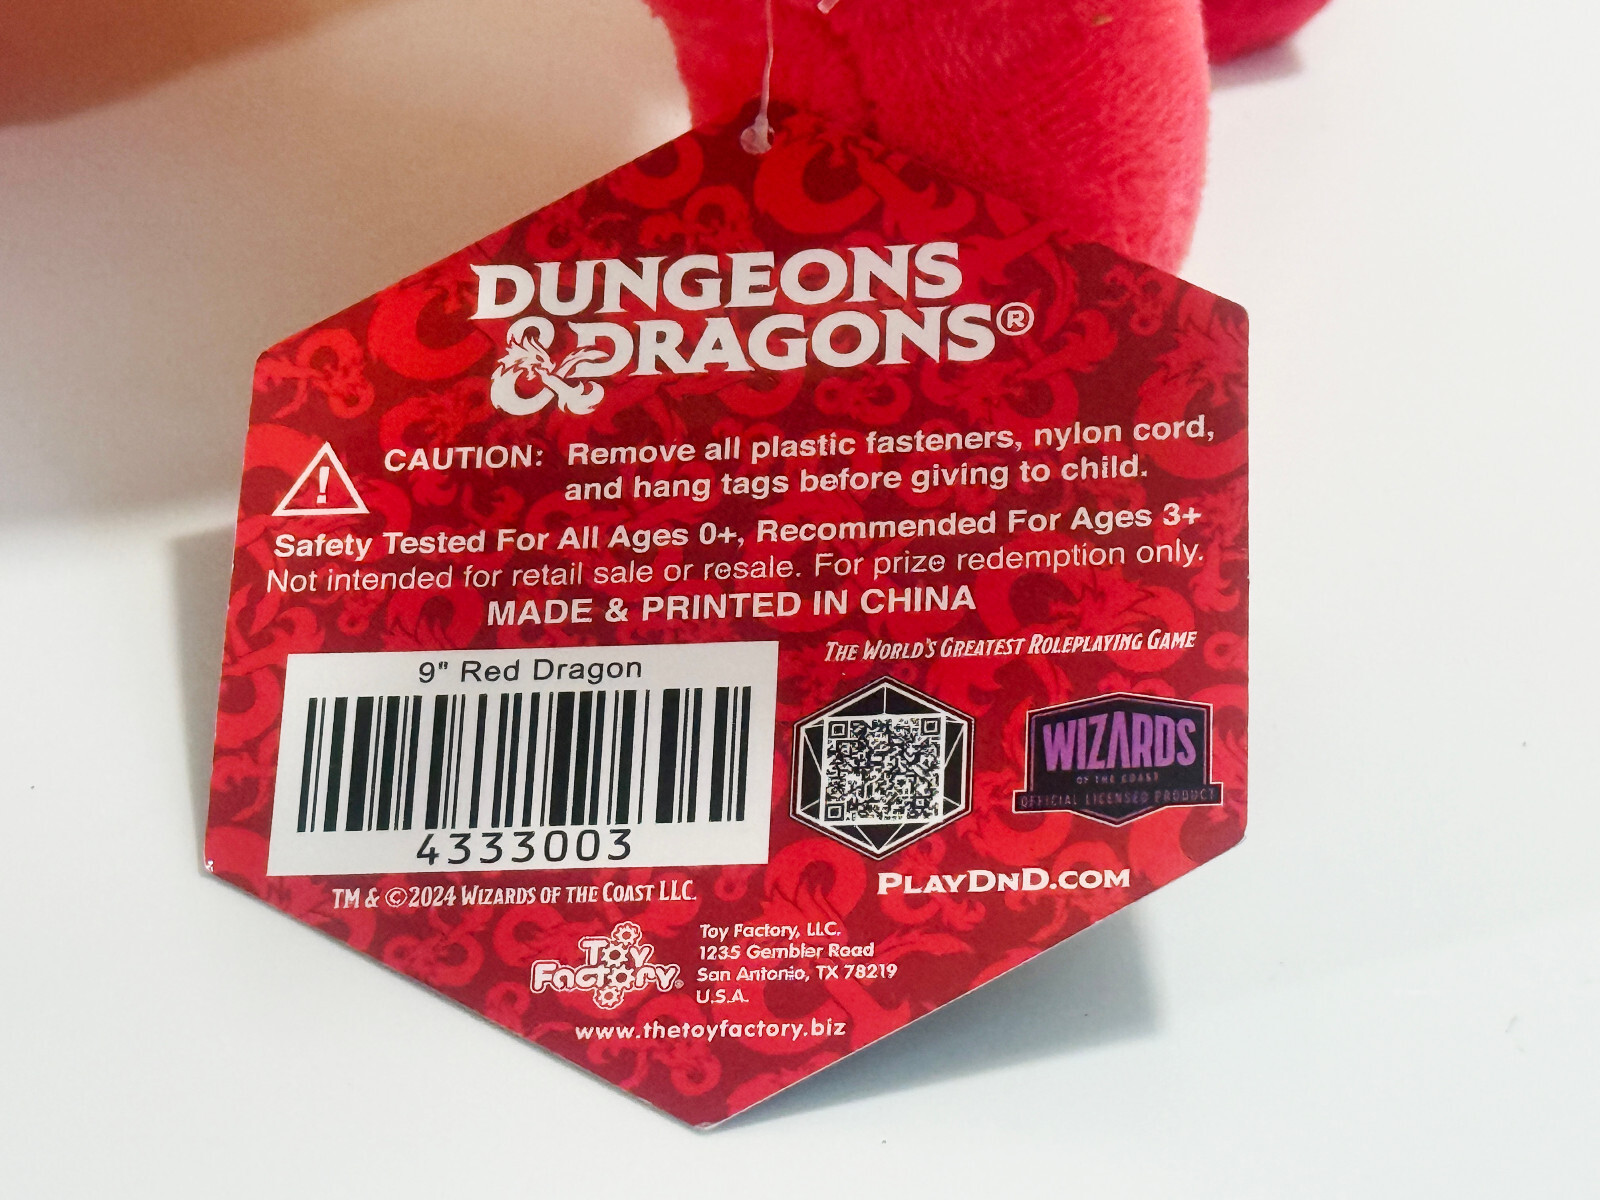 DUNGEONS
& DRAGONS®
CAUTION: Remove all plastic fasteners, nylon cord,
and hang tags before giving to child.
Safety Tested For All Ages 0+, Recommended For Ages 3+
Not intended for retail sale or resale. For prize redemption only.
MADE & PRINTED IN CHINA
THE WORLD'S GREATEST ROLEPLAYING GAME
9" Red Dragon
4333003
WIZARDS
OF THE COAST
OFFICIAL LICENSED PRODUCT
PLAYDND.COM
TM & ©2024 WIZARDS OF THE COAST LLC.
Toy
Factory®
Toy Factory, LLC.
1235 Gembler Road
San Antonio, TX 78219
U.S.A.
www.thetoyfactory.biz